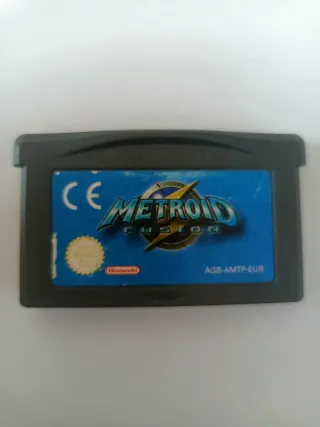 CE
METROID
FUSION
Nintendo
AGB-AMTP-EUR